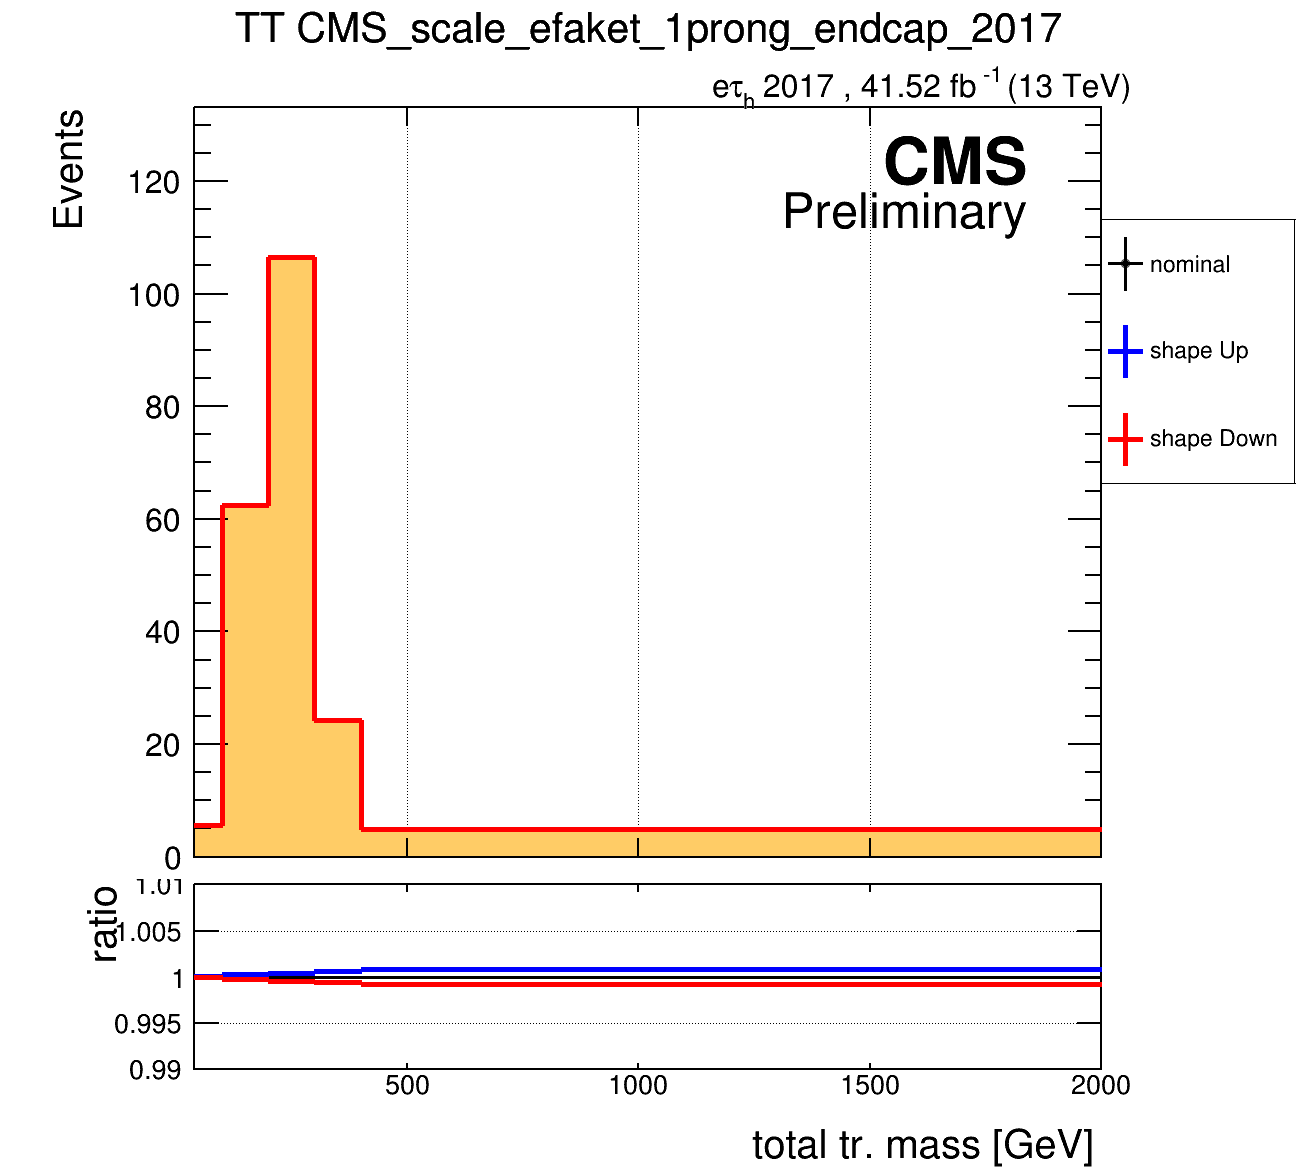 TT CMS_scale_efaket_1prong_endcap_2017
eτh 2017 , 41.52 fb -1 (13 TeV)
Events
CMS
Preliminary
120
100
80
60
40
20
0
nominal
shape Up
shape Down
ratio
1.01
1.005
1
0.995
0.99
500 1000 1500 2000
total tr. mass [GeV]